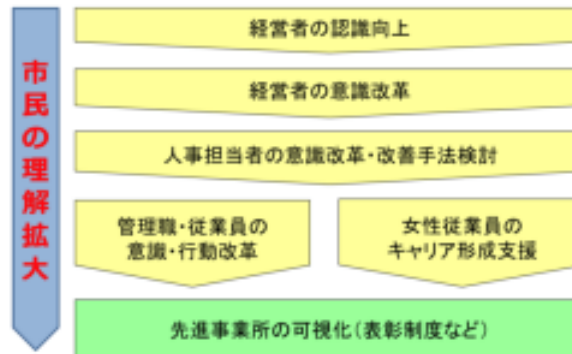 市民の理解拡大
経営者の認識向上
経営者の意識改革
人事担当者の意識改革・改善手法検討
管理職・従業員の
意識・行動改革
女性従業員の
キャリア形成支援
先進事業所の可視化(表彰制度など)